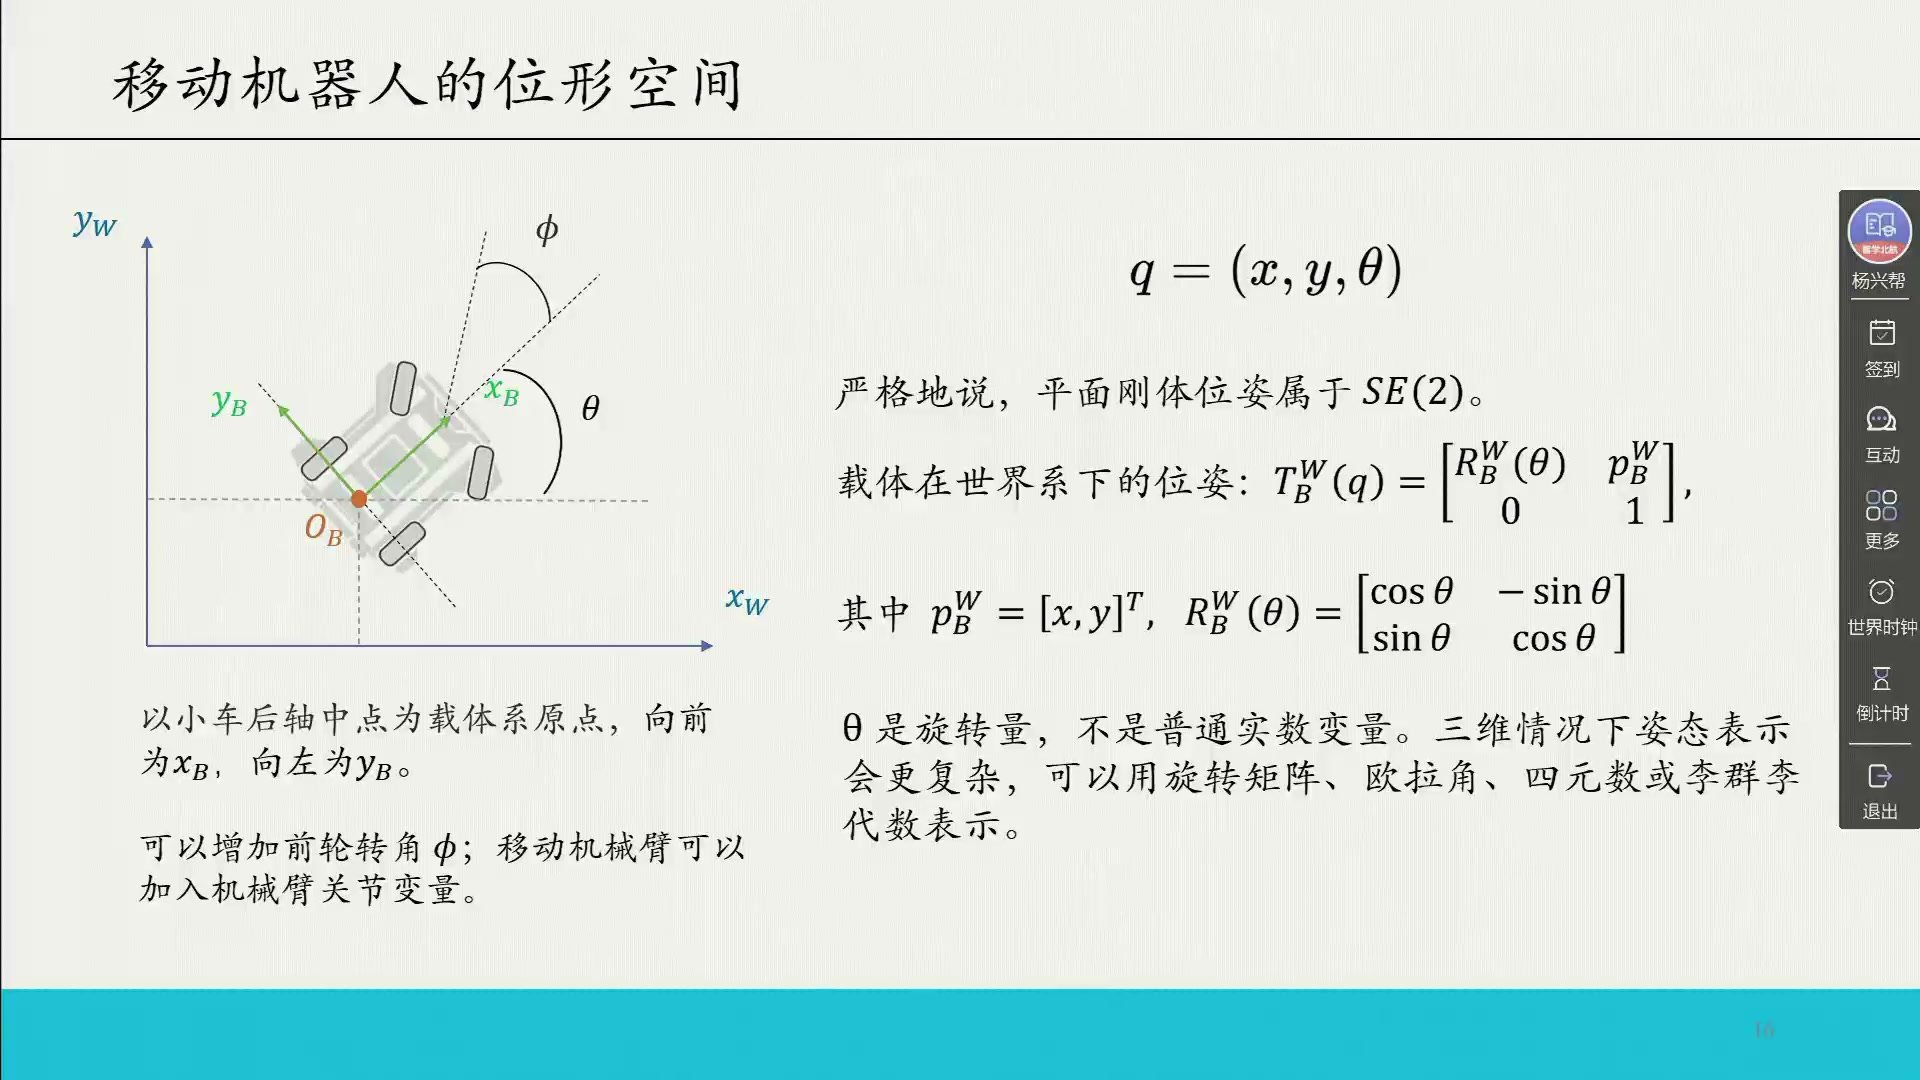 移动机器人的位形空间
y_W
ϕ
x_B
y_B
θ
O_B
x_W
以小车后轴中点为载体系原点，向前
为x_B，向左为y_B。
可以增加前轮转角 ϕ；移动机械臂可以
加入机械臂关节变量。
q = (x, y, θ)
严格地说，平面刚体位姿属于 SE(2)。
载体在世界系下的位姿：T_B^W(q) = [R_B^W(θ) p_B^W; 0 1]，
其中 p_B^W = [x, y]^T，R_B^W(θ) = [cos θ − sin θ; sin θ cos θ]
θ 是旋转量，不是普通实数变量。三维情况下姿态表示
会更复杂，可以用旋转矩阵、欧拉角、四元数或李群李
代数表示。
16
智学北航
杨兴帮
签到
互动
更多
世界时钟
倒计时
退出